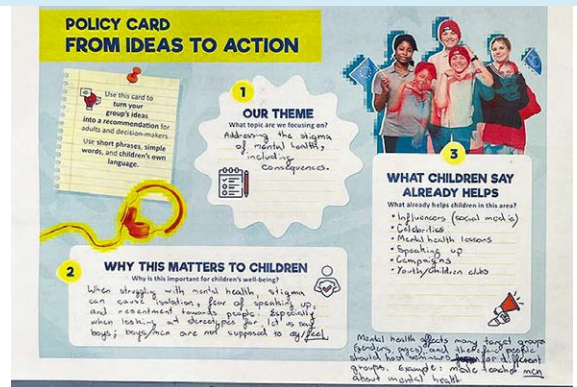 POLICY CARD
FROM IDEAS TO ACTION
Use this card to
turn your
group's ideas
into a recommendation for
adults and decision-makers
Use short phrases, simple
words, and children's own
language.
1
OUR THEME
What topic are we focusing on?
Addressing the stigma
of mental health,
including
consequences.
2
WHY THIS MATTERS TO CHILDREN
Why is this important for children's well-being?
When struggling with mental health, stigma
can cause isolation, fear of speaking up,
and resentment towards people. Especially
when looking at stereotypes for let us say
boys; boys/men are not supposed to cry/feel
3
WHAT CHILDREN SAY
ALREADY HELPS
What already helps children in this area?
• Influencers (social media)
• Celebrities
• Mental health lessons
• Speaking up
• Campaigns
• Youth/children clubs
Mental health affects many target groups
(genders, ages), and therefore people
should host seminars for different
groups. Example: male teacher men
about mental health